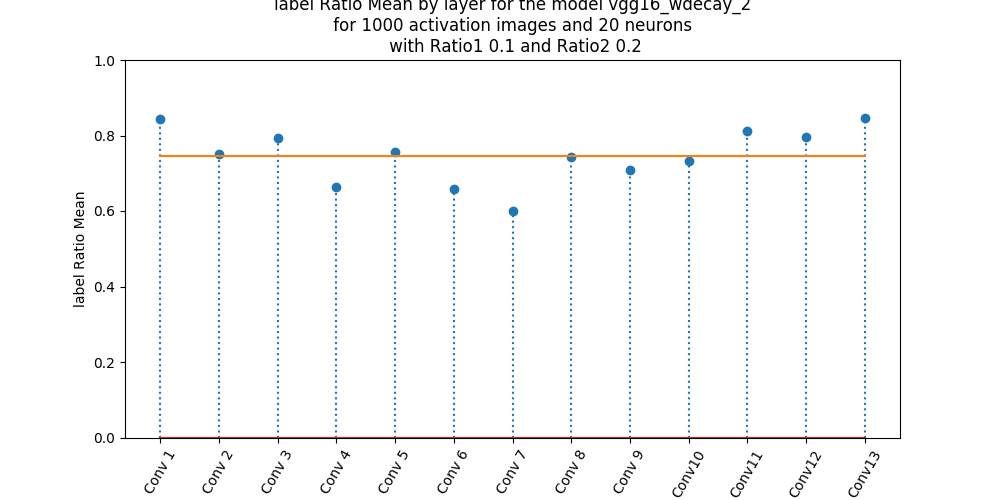 label Ratio Mean by layer for the model vgg16_wdecay_2
for 1000 activation images and 20 neurons
with Ratio1 0.1 and Ratio2 0.2
1.0
0.8
0.6
0.4
0.2
0.0
label Ratio Mean
Conv 1
Conv 2
Conv 3
Conv 4
Conv 5
Conv 6
Conv 7
Conv 8
Conv 9
Conv10
Conv11
Conv12
Conv13